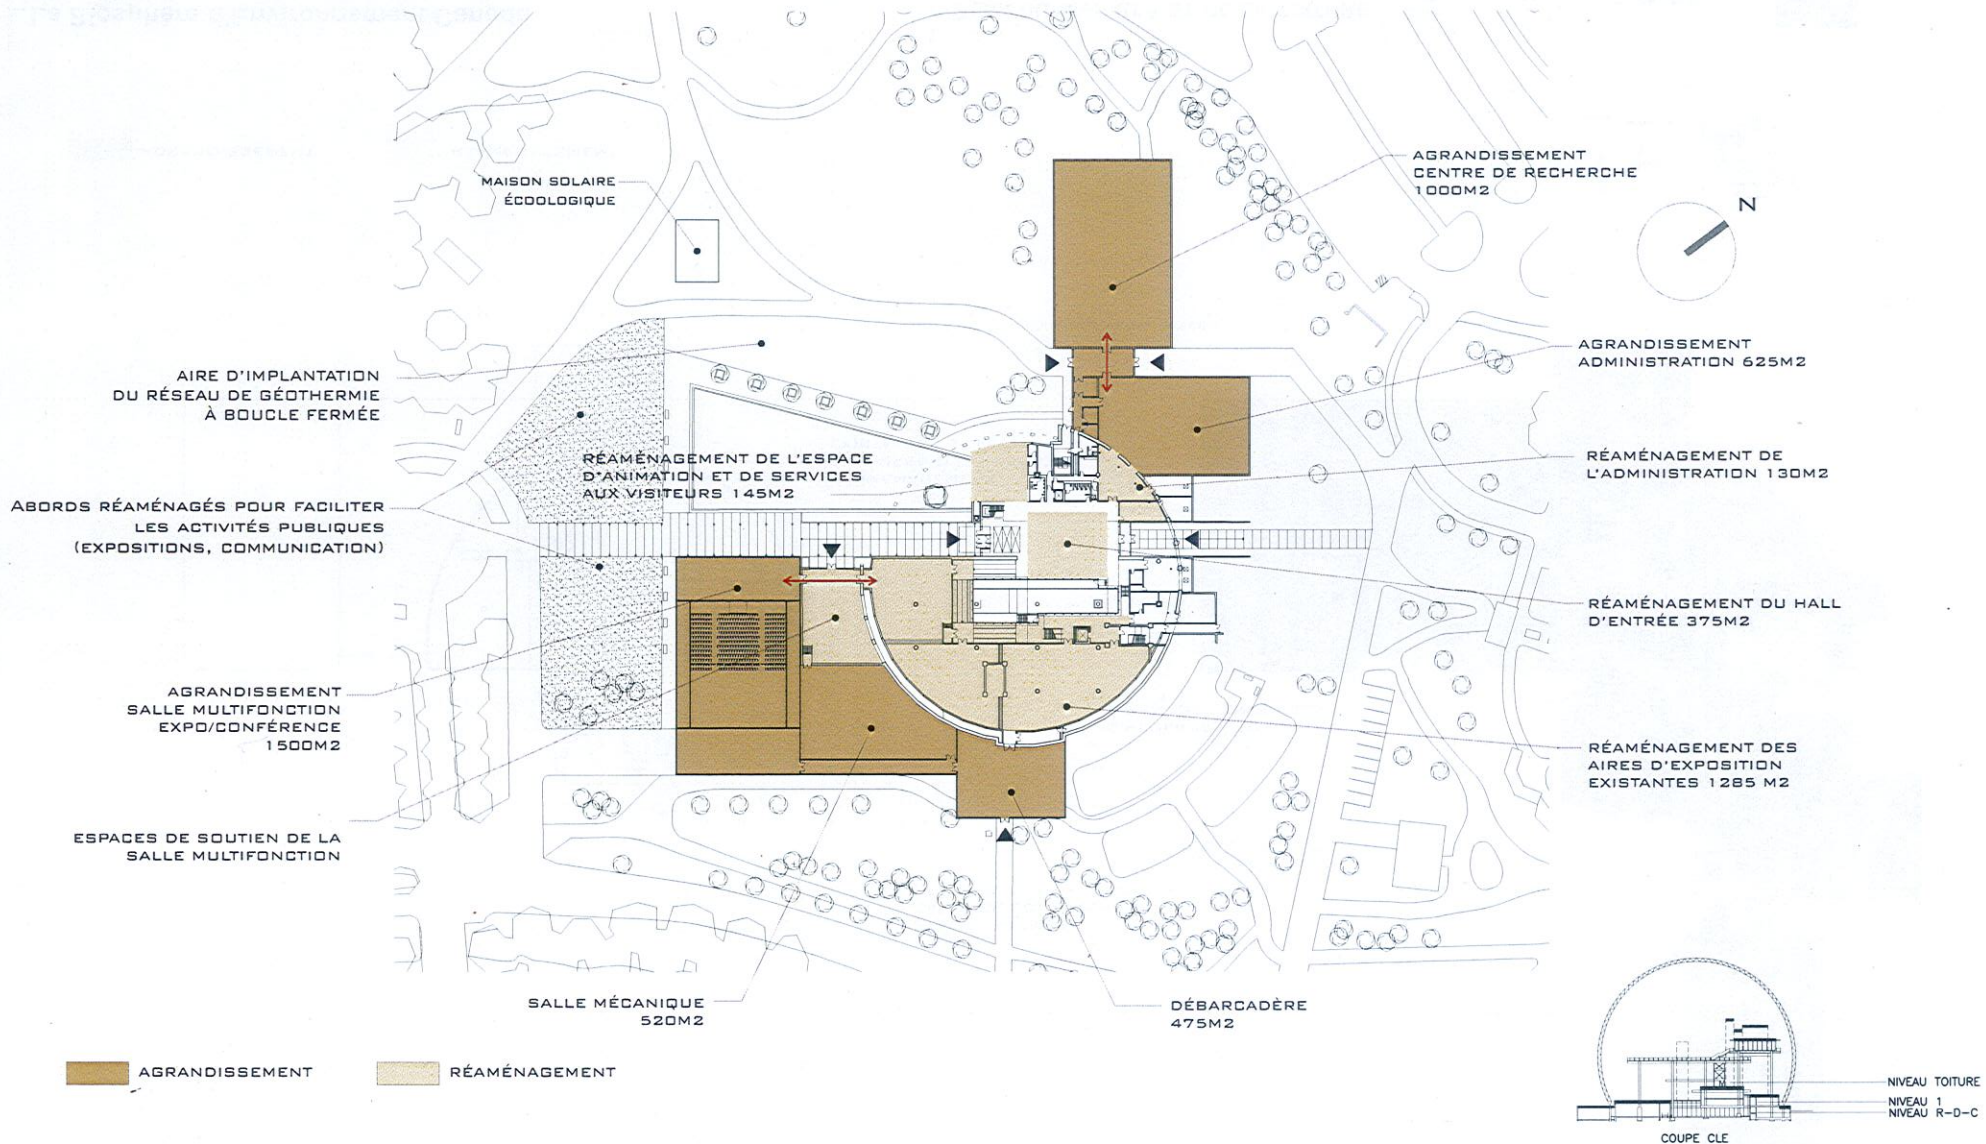 MAISON SOLAIRE
ÉCOOLOGIQUE
AGRANDISSEMENT
CENTRE DE RECHERCHE
1000M2
N
AIRE D'IMPLANTATION
DU RÉSEAU DE GÉOTHERMIE
À BOUCLE FERMÉE
AGRANDISSEMENT
ADMINISTRATION 625M2
RÉAMÉNAGEMENT DE L'ESPACE
D'ANIMATION ET DE SERVICES
AUX VISITEURS 145M2
RÉAMÉNAGEMENT DE
L'ADMINISTRATION 130M2
ABORDS RÉAMÉNAGÉS POUR FACILITER
LES ACTIVITÉS PUBLIQUES
(EXPOSITIONS, COMMUNICATION)
RÉAMÉNAGEMENT DU HALL
D'ENTRÉE 375M2
AGRANDISSEMENT
SALLE MULTIFONCTION
EXPO/CONFÉRENCE
1500M2
RÉAMÉNAGEMENT DES
AIRES D'EXPOSITION
EXISTANTES 1285 M2
ESPACES DE SOUTIEN DE LA
SALLE MULTIFONCTION
SALLE MÉCANIQUE
520M2
DÉBARCADÈRE
475M2
AGRANDISSEMENT
RÉAMÉNAGEMENT
NIVEAU TOITURE
NIVEAU 1
NIVEAU R-D-C
COUPE CLE